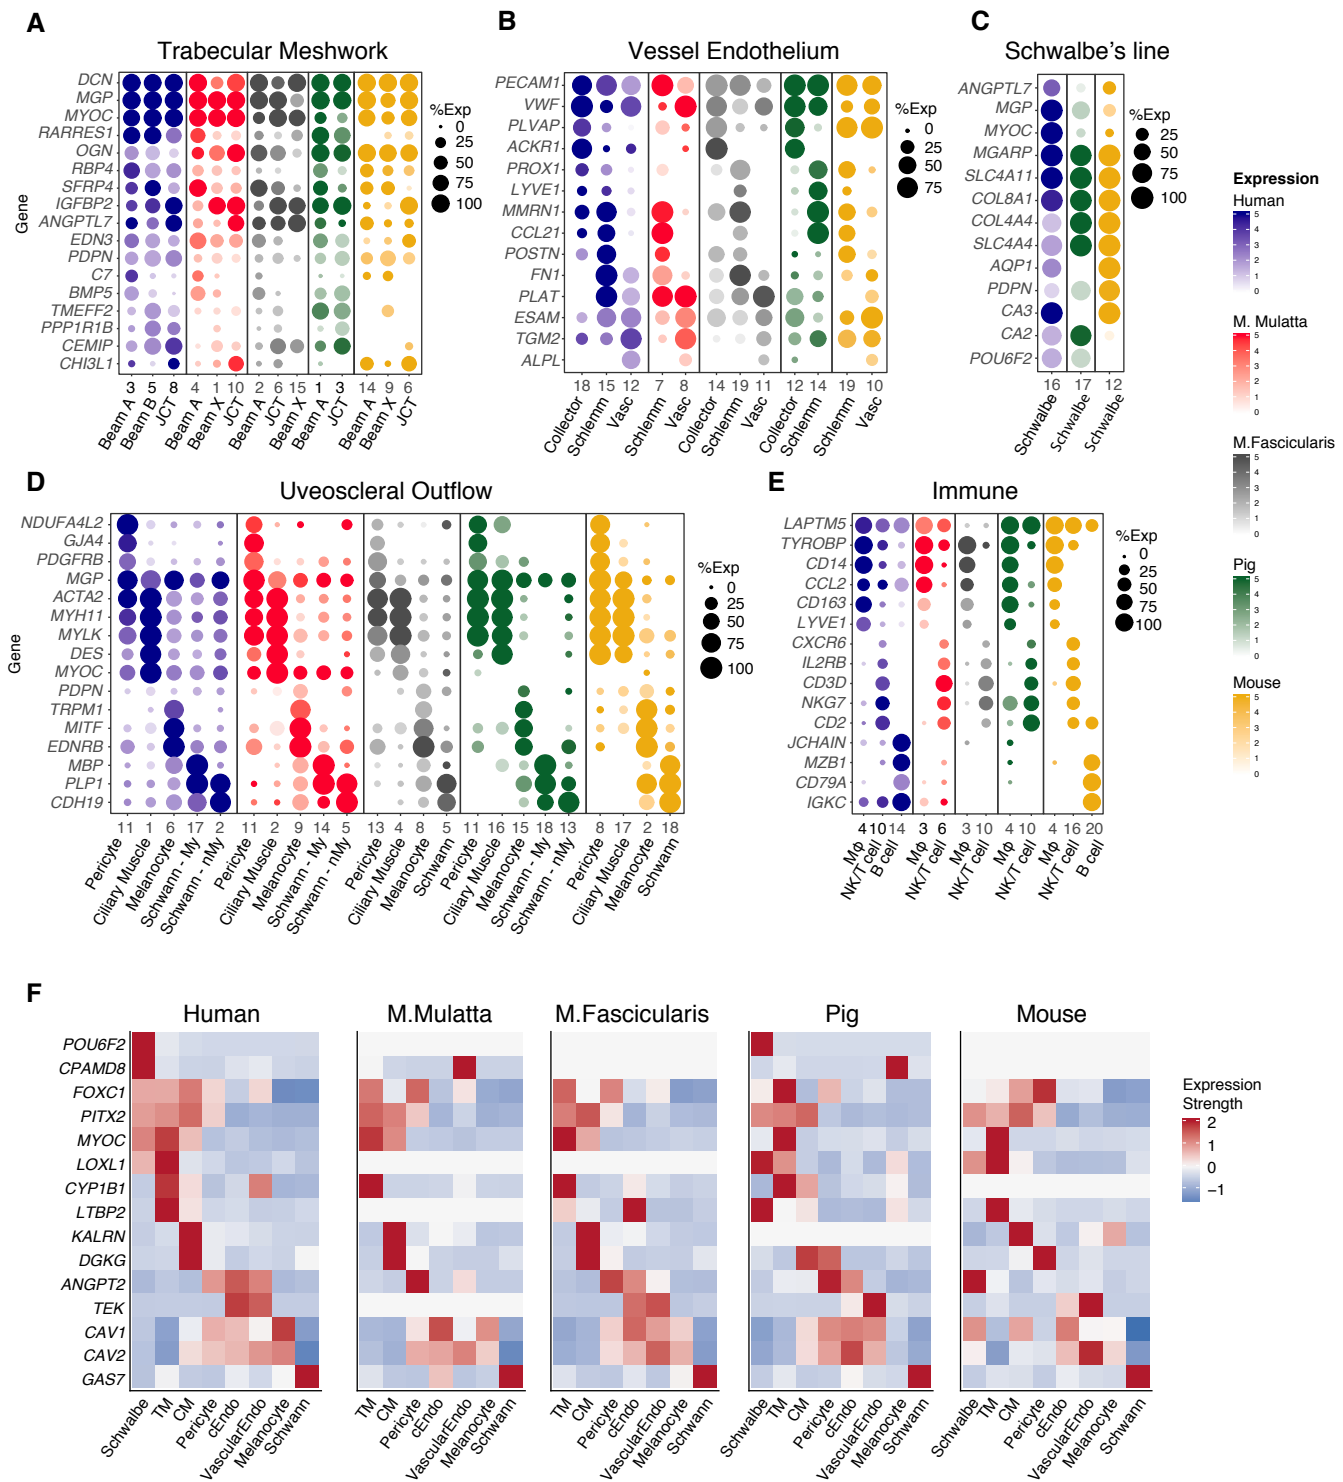 A
Trabecular Meshwork
DCN
MGP
MYOC
RARRES1
OGN
RBP4
SFRP4
IGFBP2
ANGPTL7
EDN3
PDPN
C7
BMP5
TMEFF2
PPP1R1B
CEMIP
CHI3L1
Gene
3 5 8 4 1 10 2 6 15 1 3 14 9 6
Beam A Beam B JCT Beam A Beam X JCT Beam A JCT Beam X Beam A JCT Beam A Beam X JCT
%Exp
0
25
50
75
100
B
Vessel Endothelium
PECAM1
VWF
PLVAP
ACKR1
PROX1
LYVE1
MMRN1
CCL21
POSTN
FN1
PLAT
ESAM
TGM2
ALPL
18 15 12 7 8 14 19 11 12 14 19 10
Collector Schlemm Vasc Schlemm Vasc Collector Schlemm Vasc Collector Schlemm Schlemm Vasc
%Exp
0
25
50
75
C
Schwalbe's line
ANGPTL7
MGP
MYOC
MGARP
SLC4A11
COL8A1
COL4A4
SLC4A4
AQP1
PDPN
CA3
CA2
POU6F2
16 17 12
Schwalbe Schwalbe Schwalbe
%Exp
25
50
75
100
Expression
Human
5
4
3
2
1
0
M. Mulatta
5
4
3
2
1
0
M.Fascicularis
5
4
3
2
1
0
Pig
5
4
3
2
1
0
Mouse
5
4
3
2
1
0
D
Uveoscleral Outflow
NDUFA4L2
GJA4
PDGFRB
MGP
ACTA2
MYH11
MYLK
DES
MYOC
PDPN
TRPM1
MITF
EDNRB
MBP
PLP1
CDH19
Gene
11 1 6 17 2 11 2 9 14 5 13 4 8 5 11 16 15 18 13 8 17 2 18
Pericyte Ciliary Muscle Melanocyte Schwann - My Schwann - nMy Pericyte Ciliary Muscle Melanocyte Schwann - My Swann - nMy Pericyte Ciliary Muscle Melanocyte Schwann Pericyte Ciliary Muscle Melanocyte Schwann - My Schwann - nMy Pericyte Ciliary Muscle Melanocyte Schwann
%Exp
0
25
50
75
100
E
Immune
LAPTM5
TYROBP
CD14
CCL2
CD163
LYVE1
CXCR6
IL2RB
CD3D
NKG7
CD2
JCHAIN
MZB1
CD79A
IGKC
4 10 14 3 6 3 10 4 10 4 16 20
MΦ NK/T cell B cell MΦ NK/T cell MΦ NK/T cell MΦ NK/T cell MΦ NK/T cell B cell
%Exp
0
25
50
75
100
F
Human M.Mulatta M.Fascicularis Pig Mouse
POU6F2
CPAMD8
FOXC1
PITX2
MYOC
LOXL1
CYP1B1
LTBP2
KALRN
DGKG
ANGPT2
TEK
CAV1
CAV2
GAS7
Schwalbe TM CM Pericyte cEndo VascularEndo Melanocyte Schwann
TM CM Pericyte cEndo VascularEndo Melanocyte Schwann
TM CM Pericyte cEndo VascularEndo Melanocyte Schwann
Schwalbe TM CM Pericyte cEndo VascularEndo Melanocyte Schwann
Schwalbe TM CM Pericyte cEndo VascularEndo Melanocyte Schwann
Expression
Strength
2
1
0
−1